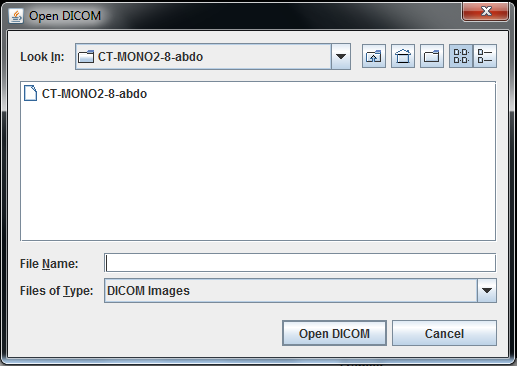 Open DICOM
Look In: CT-MONO2-8-abdo
CT-MONO2-8-abdo
File Name:
Files of Type: DICOM Images
Open DICOM Cancel